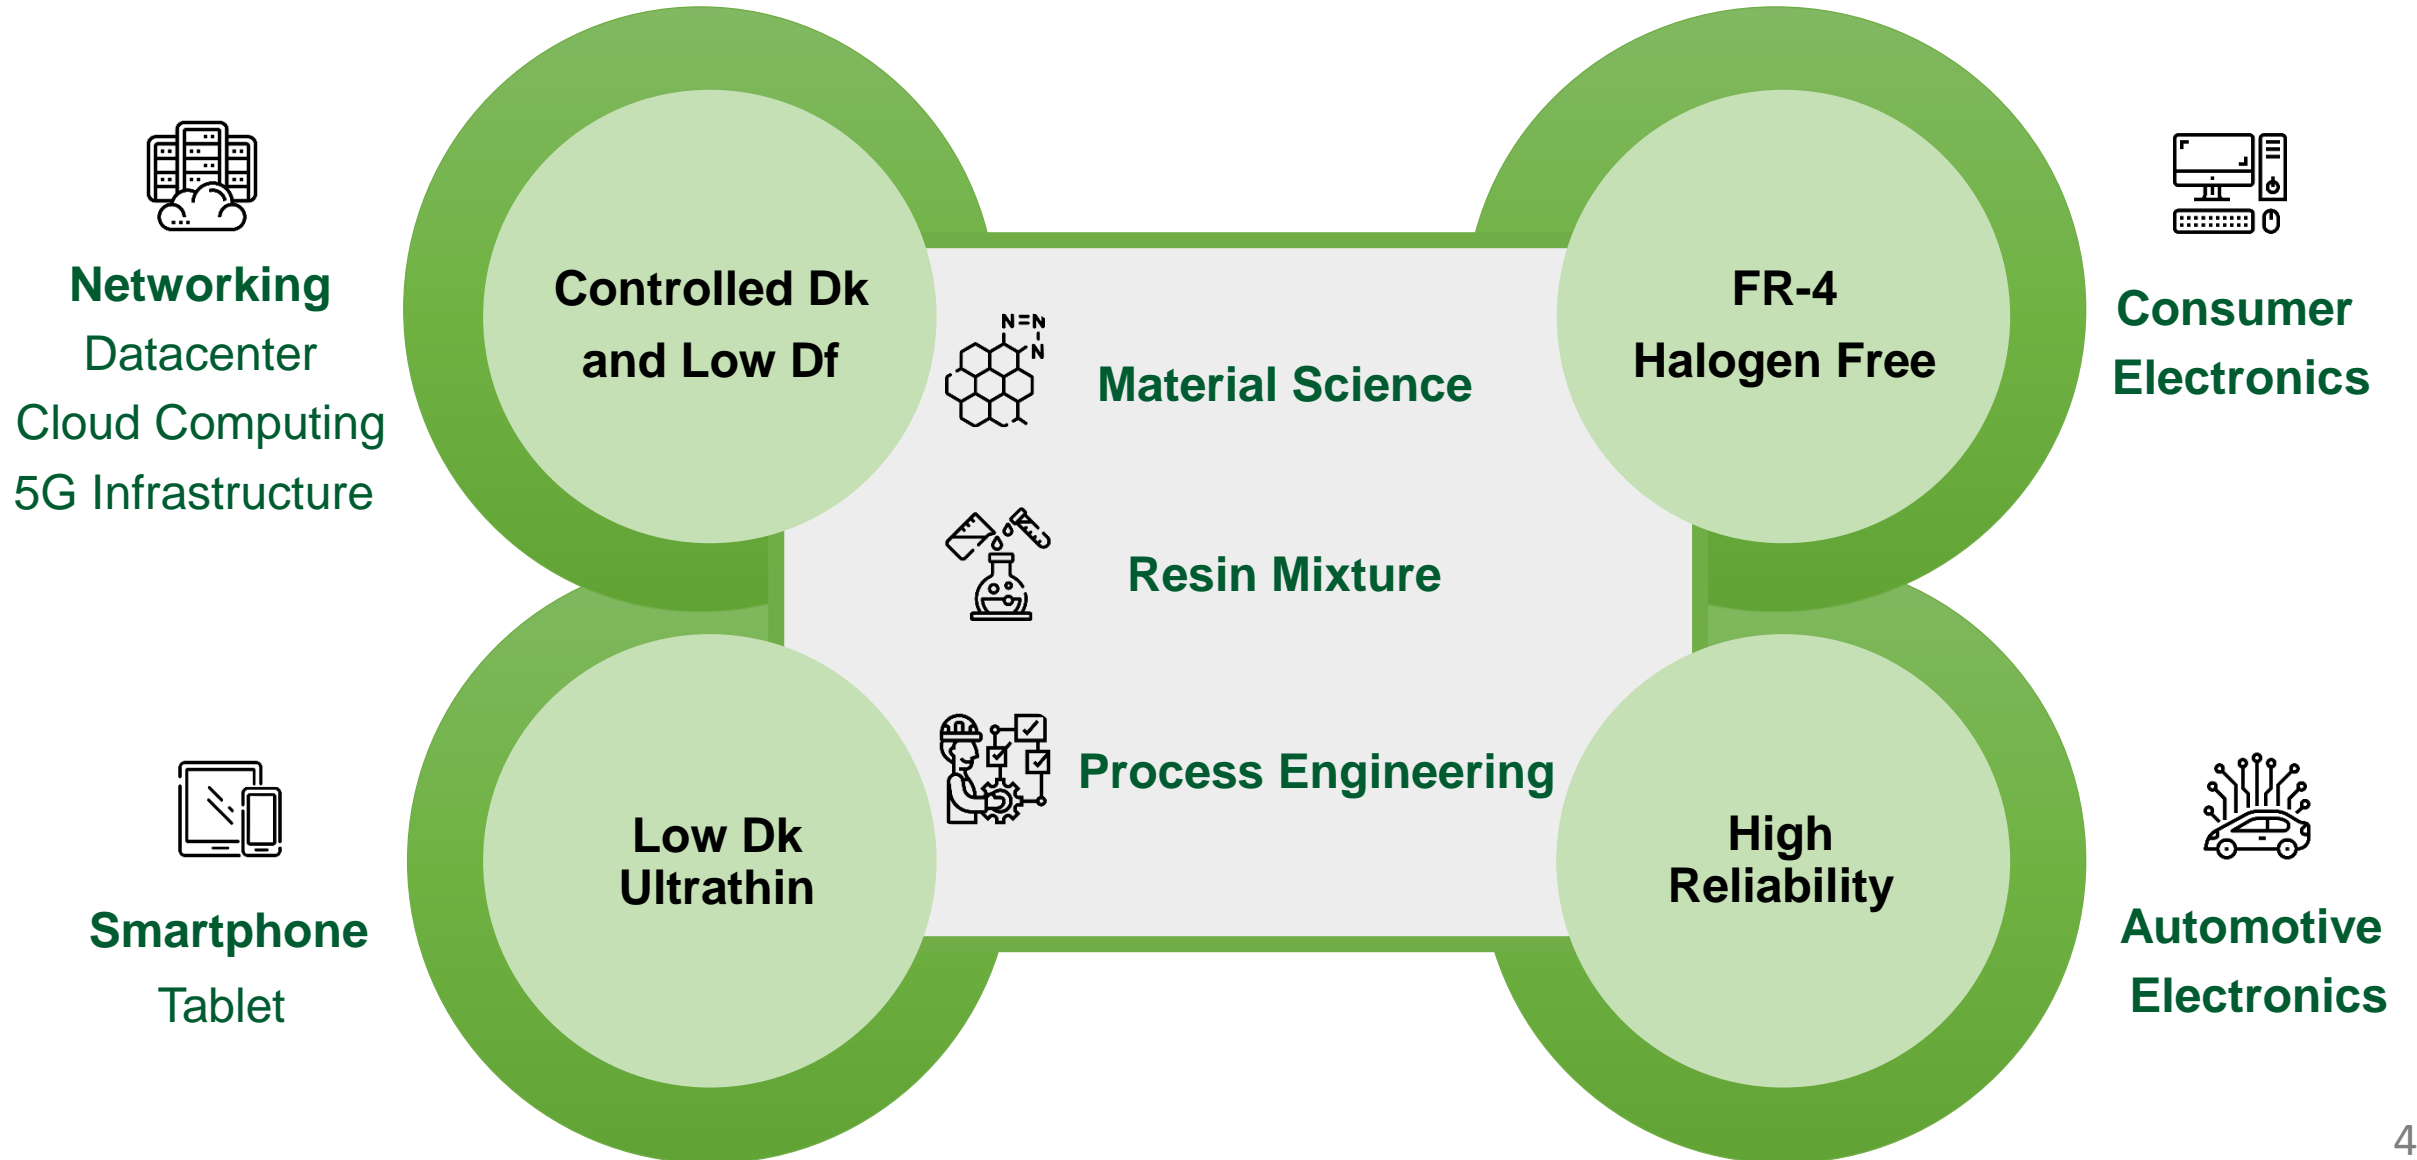 Networking
Datacenter
Cloud Computing
5G Infrastructure
Controlled Dk
and Low Df
N=N
N
Material Science
Resin Mixture
Process Engineering
FR-4
Halogen Free
Consumer
Electronics
Smartphone
Tablet
Low Dk
Ultrathin
High
Reliability
Automotive
Electronics
4